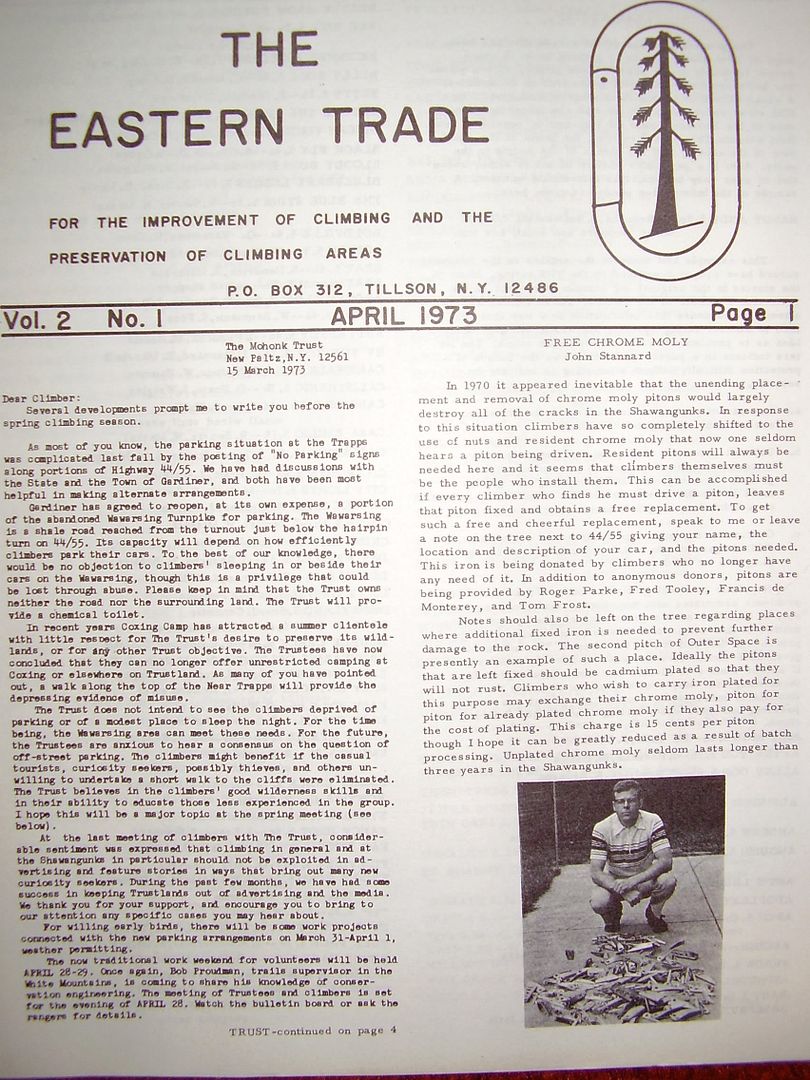 THE
EASTERN TRADE
FOR THE IMPROVEMENT OF CLIMBING AND THE
PRESERVATION OF CLIMBING AREAS
P.O. BOX 312, TILLSON, N.Y. 12486
Vol. 2 No. 1 APRIL 1973 Page 1
The Mohonk Trust
New Paltz, N.Y. 12561
15 March 1973
Dear Climber:
Several developments prompt me to write you before the
spring climbing season.
As most of you know, the parking situation at the Trapps
was complicated last fall by the posting of "No Parking" signs
along portions of Highway 44/55. We have had discussions with
the State and the Town of Gardiner, and both have been most
helpful in making alternate arrangements.
Gardiner has agreed to reopen, at its own expense, a portion
of the abandoned Wawarsing Turnpike for parking. The Wawarsing
is a shale road reached from the turnout just below the hairpin
turn on 44/55. Its capacity will depend on how efficiently
climbers park their cars. To the best of our knowledge, there
would be no objection to climbers' sleeping in or beside their
cars on the Wawarsing, though this is a privilege that could
be lost through abuse. Please keep in mind that the Trust owns
neither the road nor the surrounding land. The Trust will pro-
vide a chemical toilet.
In recent years Coxing Camp has attracted a summer clientele
with little respect for The Trust's desire to preserve its wild-
lands, or for any other Trust objective. The Trustees have now
concluded that they can no longer offer unrestricted camping at
Coxing or elsewhere on Trustland. As many of you have pointed
out, a walk along the top of the Near Trapps will provide the
depressing evidence of misuse.
The Trust does not intend to see the climbers deprived of
parking or of a modest place to sleep the night. For the time
being, the Wawarsing area can meet these needs. For the future,
the Trustees are anxious to hear a consensus on the question of
off-street parking. The climbers might benefit if the casual
tourists, curiosity seekers, possibly thieves, and others un-
willing to undertake a short walk to the cliffs were eliminated.
The Trust believes in the climbers' good wilderness skills and
in their ability to educate those less experienced in the group.
I hope this will be a major topic at the spring meeting (see
below).
At the last meeting of climbers with The Trust, consider-
able sentiment was expressed that climbing in general and at
the Shawangunks in particular should not be exploited in ad-
vertising and feature stories in ways that bring out many new
curiosity seekers. During the past few months, we have had some
success in keeping Trustlands out of advertising and the media.
We thank you for your support, and encourage you to bring to
our attention any specific cases you may hear about.
For willing early birds, there will be some work projects
connected with the new parking arrangements on March 31-April 1,
weather permitting.
The now traditional work weekend for volunteers will be held
APRIL 28-29. Once again, Bob Proudman, trails supervisor in the
White Mountains, is coming to share his knowledge of conser-
vation engineering. The meeting of Trustees and climbers is set
for the evening of APRIL 28. Watch the bulletin board or ask the
rangers for details.
TRUST-continued on page 4
FREE CHROME MOLY
John Stannard
In 1970 it appeared inevitable that the unending place-
ment and removal of chrome moly pitons would largely
destroy all of the cracks in the Shawangunks. In response
to this situation climbers have so completely shifted to the
use of nuts and resident chrome moly that now one seldom
hears a piton being driven. Resident pitons will always be
needed here and it seems that climbers themselves must
be the people who install them. This can be accomplished
if every climber who finds he must drive a piton, leaves
that piton fixed and obtains a free replacement. To get
such a free and cheerful replacement, speak to me or leave
a note on the tree next to 44/55 giving your name, the
location and description of your car, and the pitons needed.
This iron is being donated by climbers who no longer have
any need of it. In addition to anonymous donors, pitons are
being provided by Roger Parke, Fred Tooley, Francis de
Monterey, and Tom Frost.
Notes should also be left on the tree regarding places
where additional fixed iron is needed to prevent further
damage to the rock. The second pitch of Outer Space is
presently an example of such a place. Ideally the pitons
that are left fixed should be cadmium plated so that they
will not rust. Climbers who wish to carry iron plated for
this purpose may exchange their chrome moly, piton for
piton for already plated chrome moly if they also pay for
the cost of plating. This charge is 15 cents per piton
though I hope it can be greatly reduced as a result of batch
processing. Unplated chrome moly seldom lasts longer than
three years in the Shawangunks.